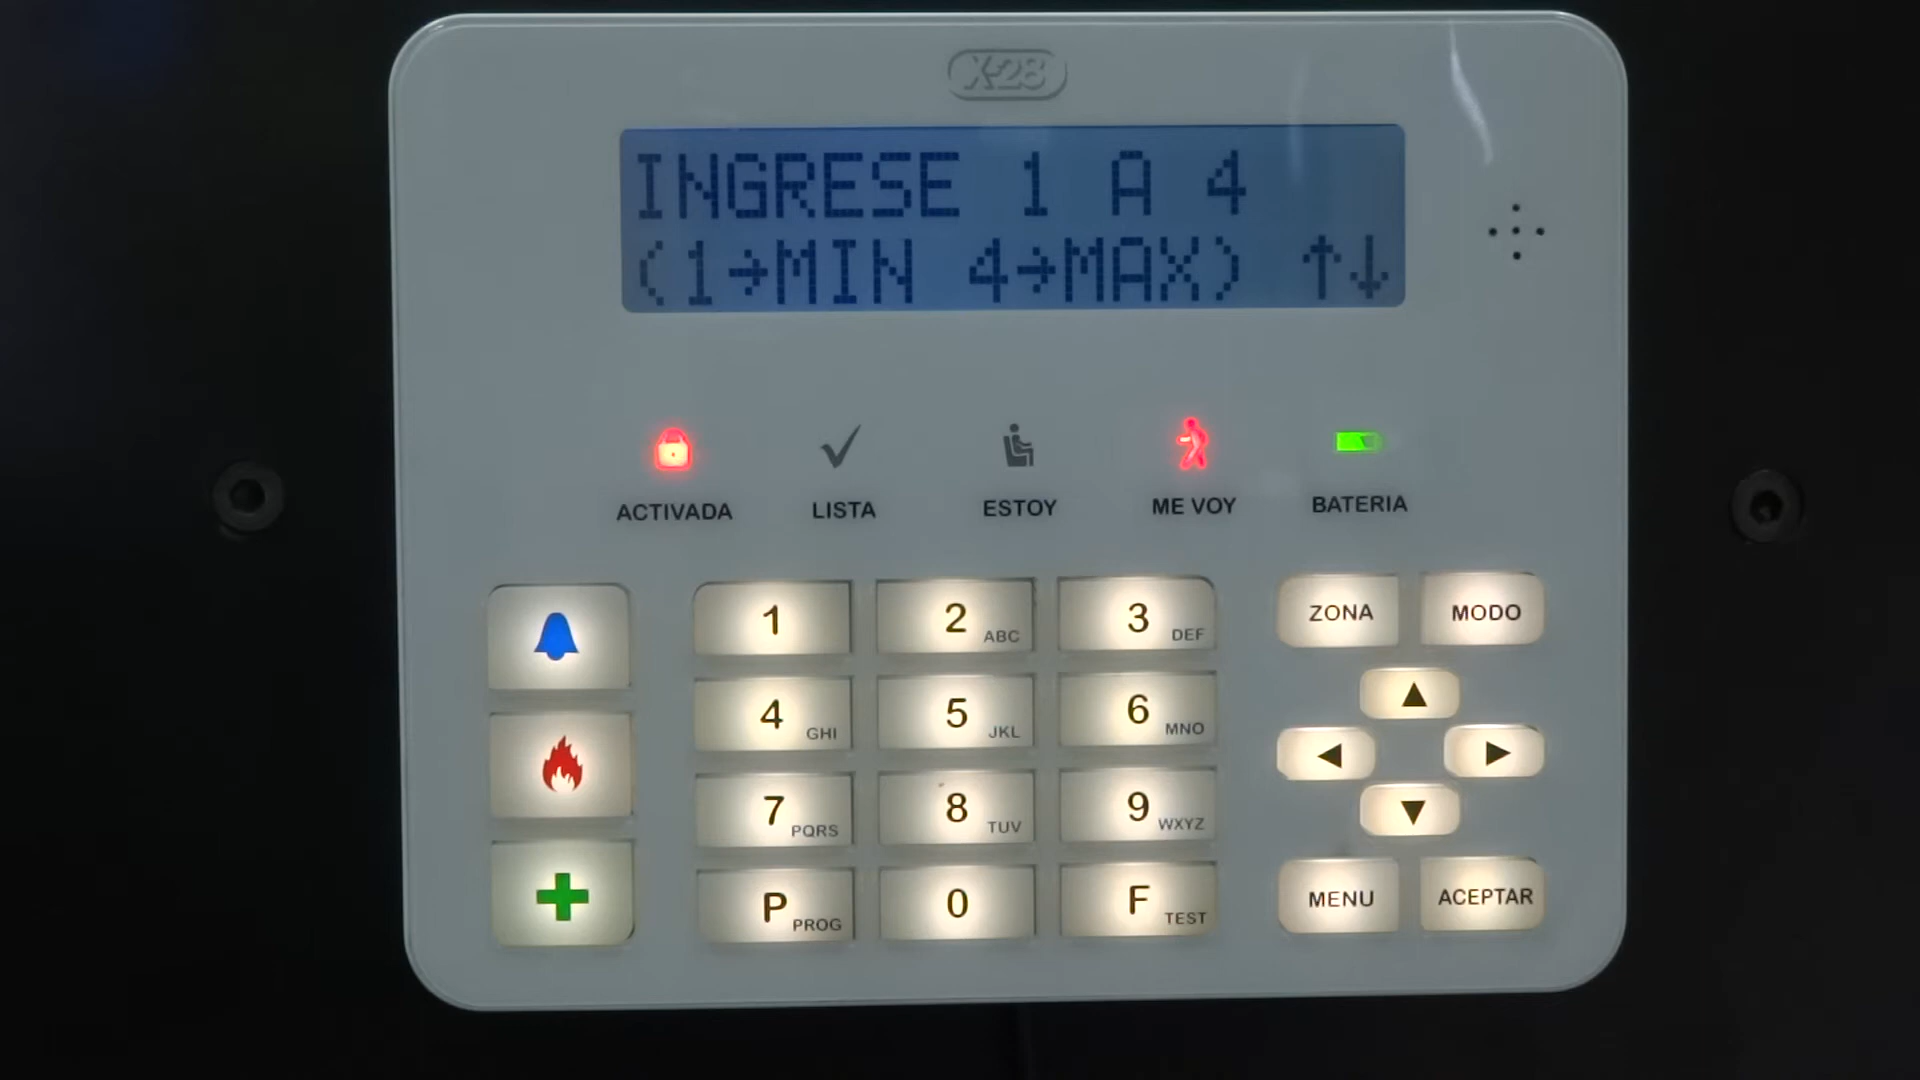 X-28
INGRESE 1 A 4
(1→MIN 4→MAX) ↑↓
ACTIVADA LISTA ESTOY ME VOY BATERIA
1 2 ABC 3 DEF ZONA MODO
4 GHI 5 JKL 6 MNO
7 PQRS 8 TUV 9 WXYZ
P PROG 0 F TEST MENU ACEPTAR